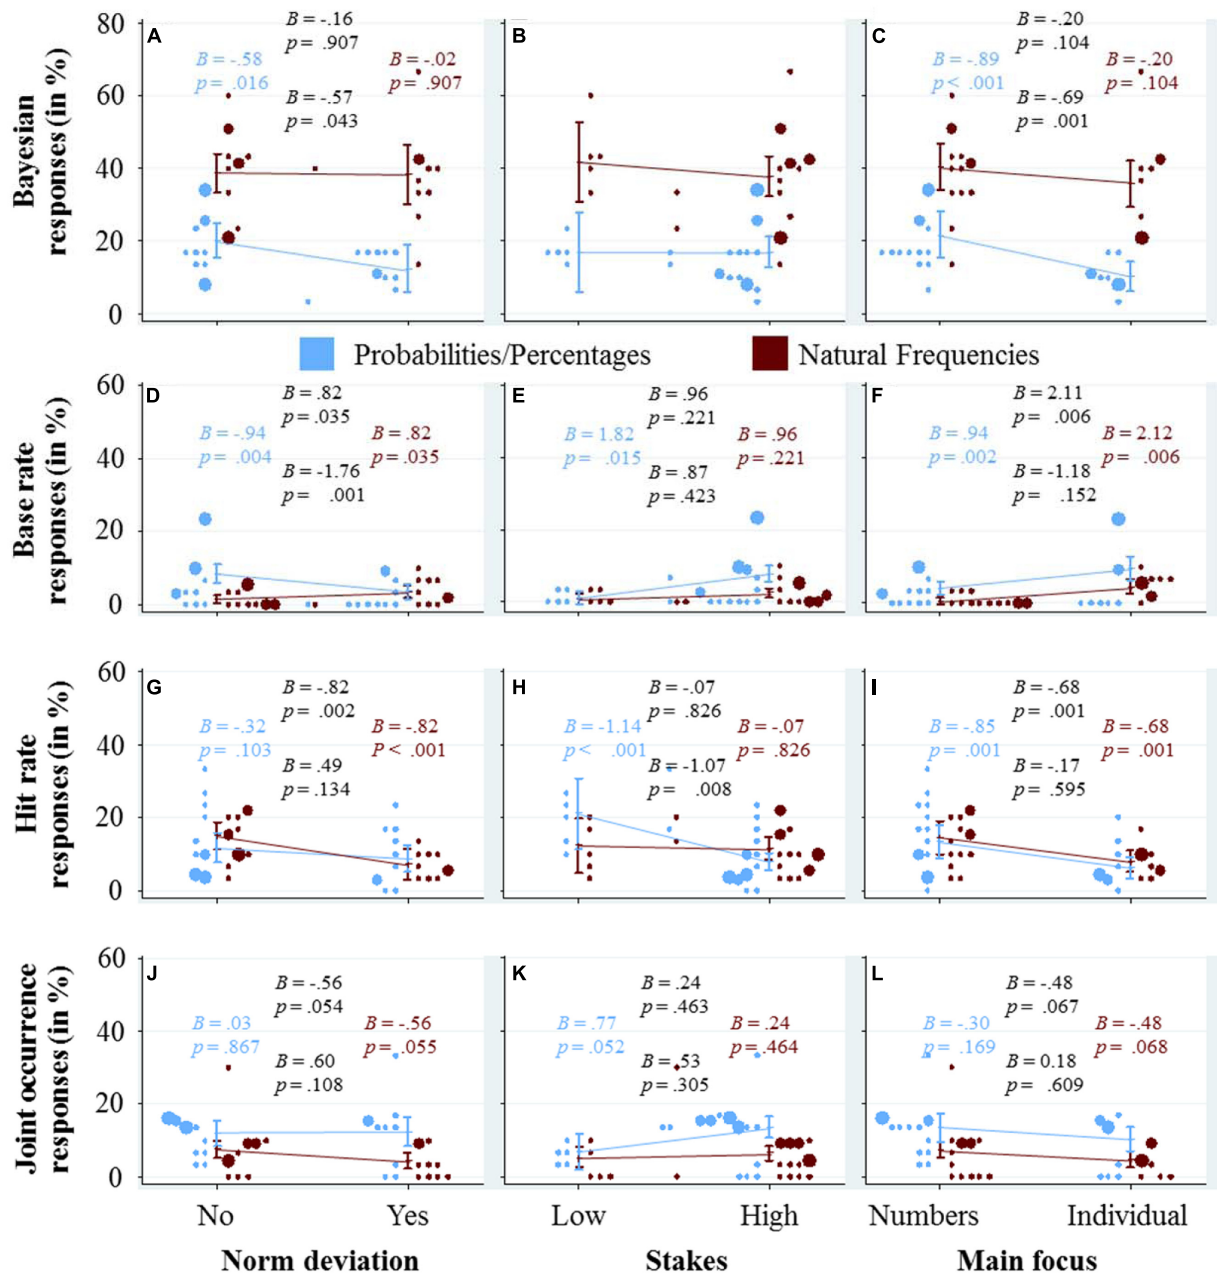 Bayesian
responses (in %)
80
60
40
20
0
A
B = -.16
p = .907
B = -.58
p = .016
B = -.02
p = .907
B = -.57
p = .043
B
C
B = -.20
p = .104
B = -.89
p < .001
B = -.20
p = .104
B = -.69
p = .001
Probabilities/Percentages
Natural Frequencies
Base rate
responses (in %)
60
40
20
0
D
B = .82
p = .035
B = -.94
p = .004
B = .82
p = .035
B = -1.76
p = .001
E
B = .96
p = .221
B = 1.82
p = .015
B = .96
p = .221
B = .87
p = .423
F
B = 2.11
p = .006
B = .94
p = .002
B = 2.12
p = .006
B = -1.18
p = .152
Hit rate
responses (in %)
60
40
20
0
G
B = -.82
p = .002
B = -.32
p = .103
B = -.82
P < .001
B = .49
p = .134
H
B = -.07
p = .826
B = -1.14
p < .001
B = -.07
p = .826
B = -1.07
p = .008
I
B = -.68
p = .001
B = -.85
p = .001
B = -.68
p = .001
B = -.17
p = .595
Joint occurrence
responses (in %)
60
40
20
0
J
B = -.56
p = .054
B = .03
p = .867
B = -.56
p = .055
B = .60
p = .108
K
B = .24
p = .463
B = .77
p = .052
B = .24
p = .464
B = .53
p = .305
L
B = -.48
p = .067
B = -.30
p = .169
B = -.48
p = .068
B = 0.18
p = .609
No Yes
Low High
Numbers Individual
Norm deviation
Stakes
Main focus